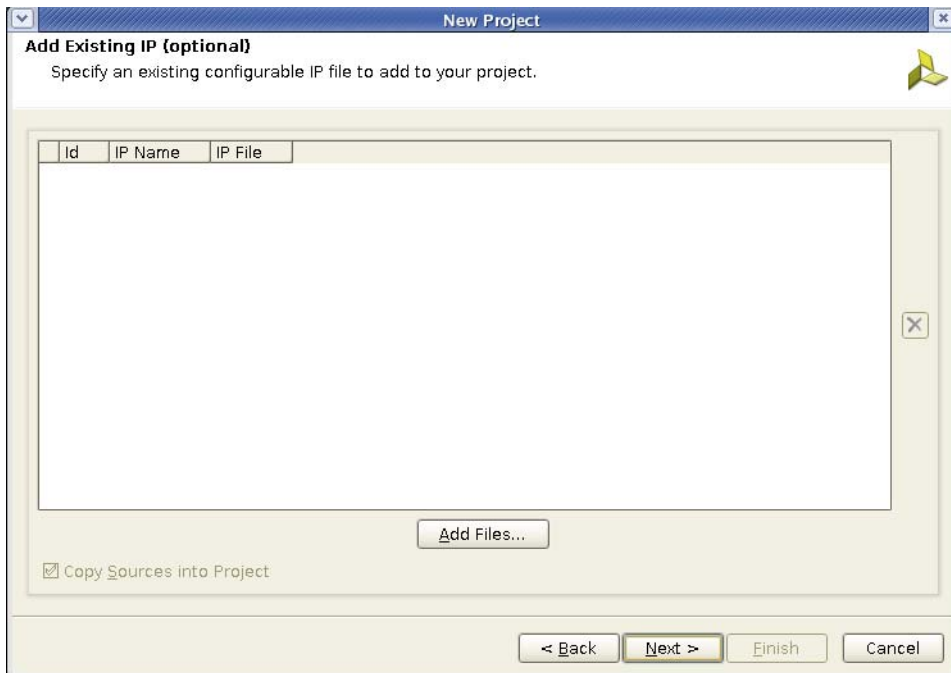 New Project
Add Existing IP (optional)
Specify an existing configurable IP file to add to your project.
Id IP Name IP File
Add Files...
Copy Sources into Project
< Back Next > Finish Cancel